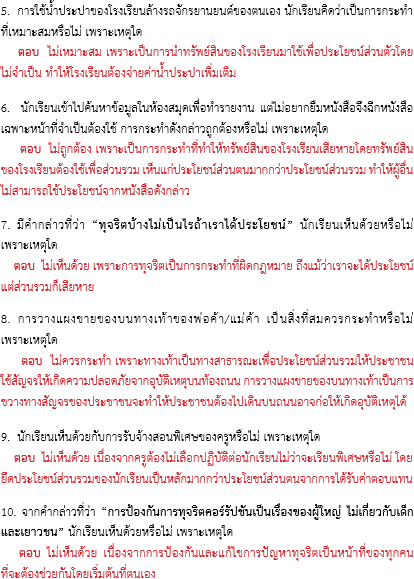 5. การใช้น้ำประปาของโรงเรียนล้างรถจักรยานยนต์ของตนเอง นักเรียนคิดว่าเป็นการกระทำ
ที่เหมาะสมหรือไม่ เพราะเหตุใด
ตอบ ไม่เหมาะสม เพราะเป็นการนำทรัพย์สินของโรงเรียนมาใช้เพื่อประโยชน์ส่วนตัวโดย
ไม่จำเป็น ทำให้โรงเรียนต้องจ่ายค่าน้ำประปาเพิ่มเติม
6. นักเรียนเข้าไปค้นหาข้อมูลในห้องสมุดเพื่อทำรายงาน แต่ไม่อยากยืมหนังสือจึงฉีกหนังสือ
เฉพาะหน้าที่จำเป็นต้องใช้ การกระทำดังกล่าวถูกต้องหรือไม่ เพราะเหตุใด
ตอบ ไม่ถูกต้อง เพราะเป็นการกระทำที่ทำให้ทรัพย์สินของโรงเรียนเสียหายโดยทรัพย์สิน
ของโรงเรียนต้องใช้เพื่อส่วนรวม เห็นแก่ประโยชน์ส่วนตนมากกว่าประโยชน์ส่วนรวม ทำให้ผู้อื่น
ไม่สามารถใช้ประโยชน์จากหนังสือดังกล่าว
7. มีคำกล่าวที่ว่า “ทุจริตบ้างไม่เป็นไรถ้าเราได้ประโยชน์” นักเรียนเห็นด้วยหรือไม่
เพราะเหตุใด
ตอบ ไม่เห็นด้วย เพราะการทุจริตเป็นการกระทำที่ผิดกฎหมาย ถึงแม้ว่าเราจะได้ประโยชน์
แต่ส่วนรวมก็เสียหาย
8. การวางแผงขายของบนทางเท้าของพ่อค้า/แม่ค้า เป็นสิ่งที่สมควรกระทำหรือไม่
เพราะเหตุใด
ตอบ ไม่ควรกระทำ เพราะทางเท้าเป็นทางสาธารณะเพื่อประโยชน์ส่วนรวมให้ประชาชน
ใช้สัญจรให้เกิดความปลอดภัยจากอุบัติเหตุบนท้องถนน การวางแผงขายของบนทางเท้าเป็นการ
ขวางทางสัญจรของประชาชนจะทำให้ประชาชนต้องไปเดินบนถนนอาจก่อให้เกิดอุบัติเหตุได้
9. นักเรียนเห็นด้วยกับการรับจ้างสอนพิเศษของครูหรือไม่ เพราะเหตุใด
ตอบ ไม่เห็นด้วย เนื่องจากครูต้องไม่เลือกปฏิบัติต่อนักเรียนไม่ว่าจะเรียนพิเศษหรือไม่ โดย
ยึดประโยชน์ส่วนรวมของนักเรียนเป็นหลักมากกว่าประโยชน์ส่วนตนจากการได้รับค่าตอบแทน
10. จากคำกล่าวที่ว่า “การป้องกันการทุจริตคอร์รัปชันเป็นเรื่องของผู้ใหญ่ ไม่เกี่ยวกับเด็ก
และเยาวชน” นักเรียนเห็นด้วยหรือไม่ เพราะเหตุใด
ตอบ ไม่เห็นด้วย เนื่องจากการป้องกันและแก้ไขการปัญหาทุจริตเป็นหน้าที่ของทุกคน
ที่จะต้องช่วยกันโดยเริ่มต้นที่ตนเอง